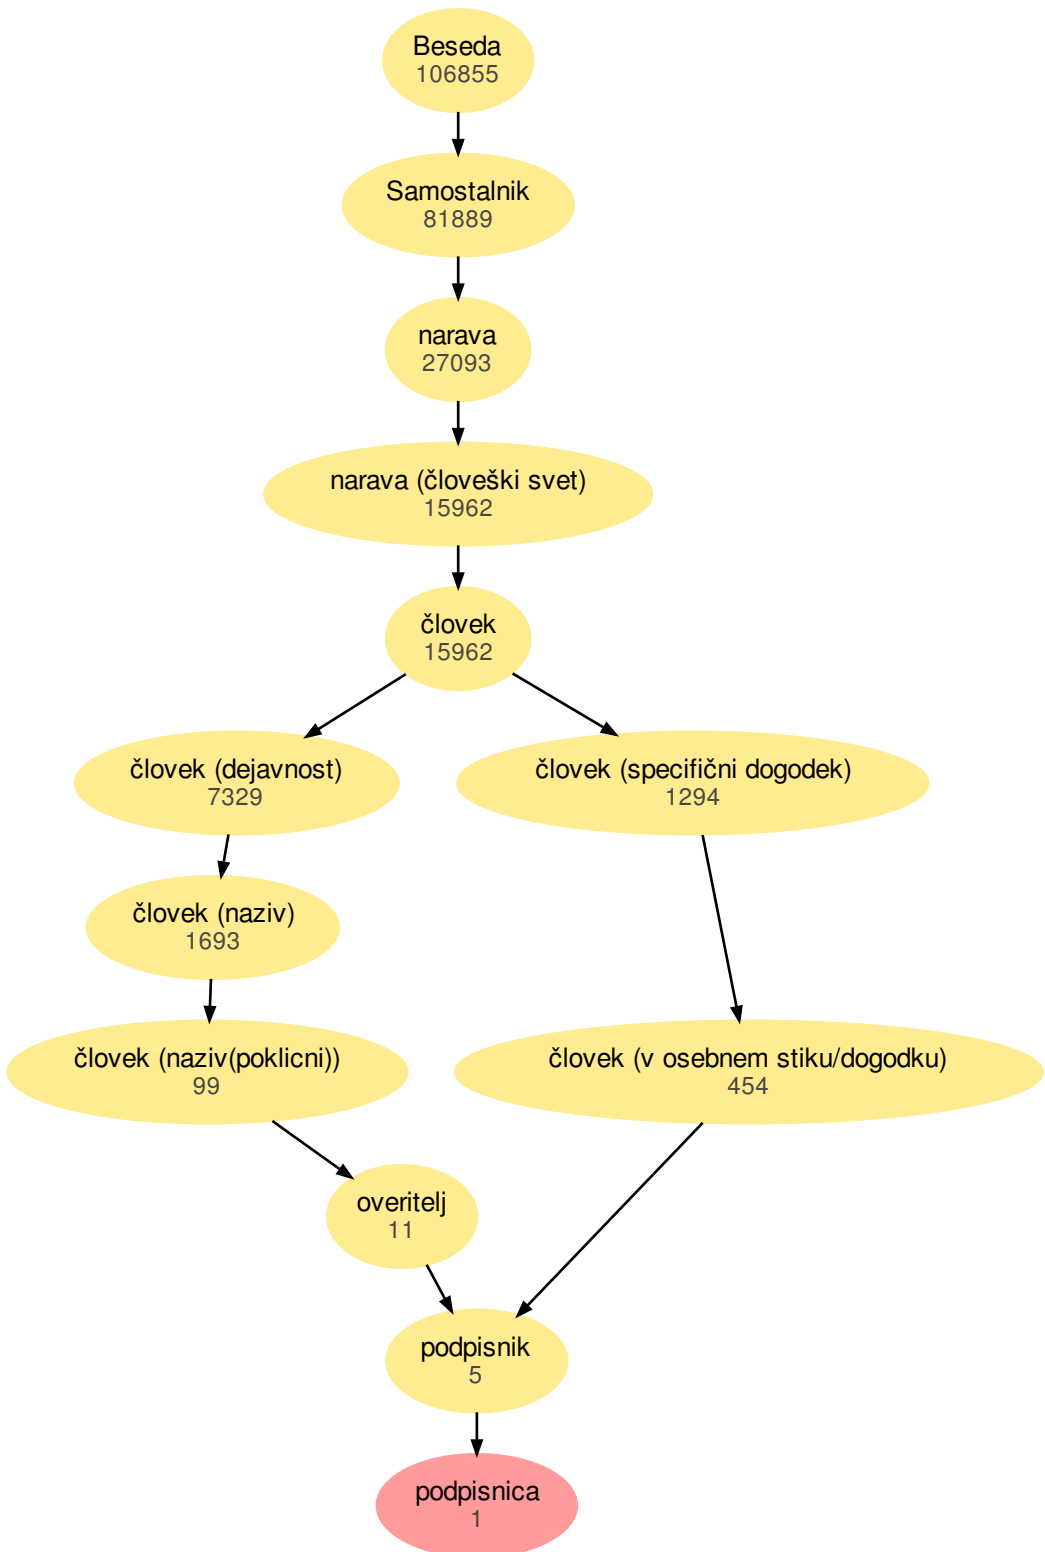 Beseda
106855
Samostalnik
81889
narava
27093
narava (človeški svet)
15962
človek
15962
človek (dejavnost)
7329
človek (specifični dogodek)
1294
človek (naziv)
1693
človek (naziv(poklicni))
99
človek (v osebnem stiku/dogodku)
454
overitelj
11
podpisnik
5
podpisnica
1